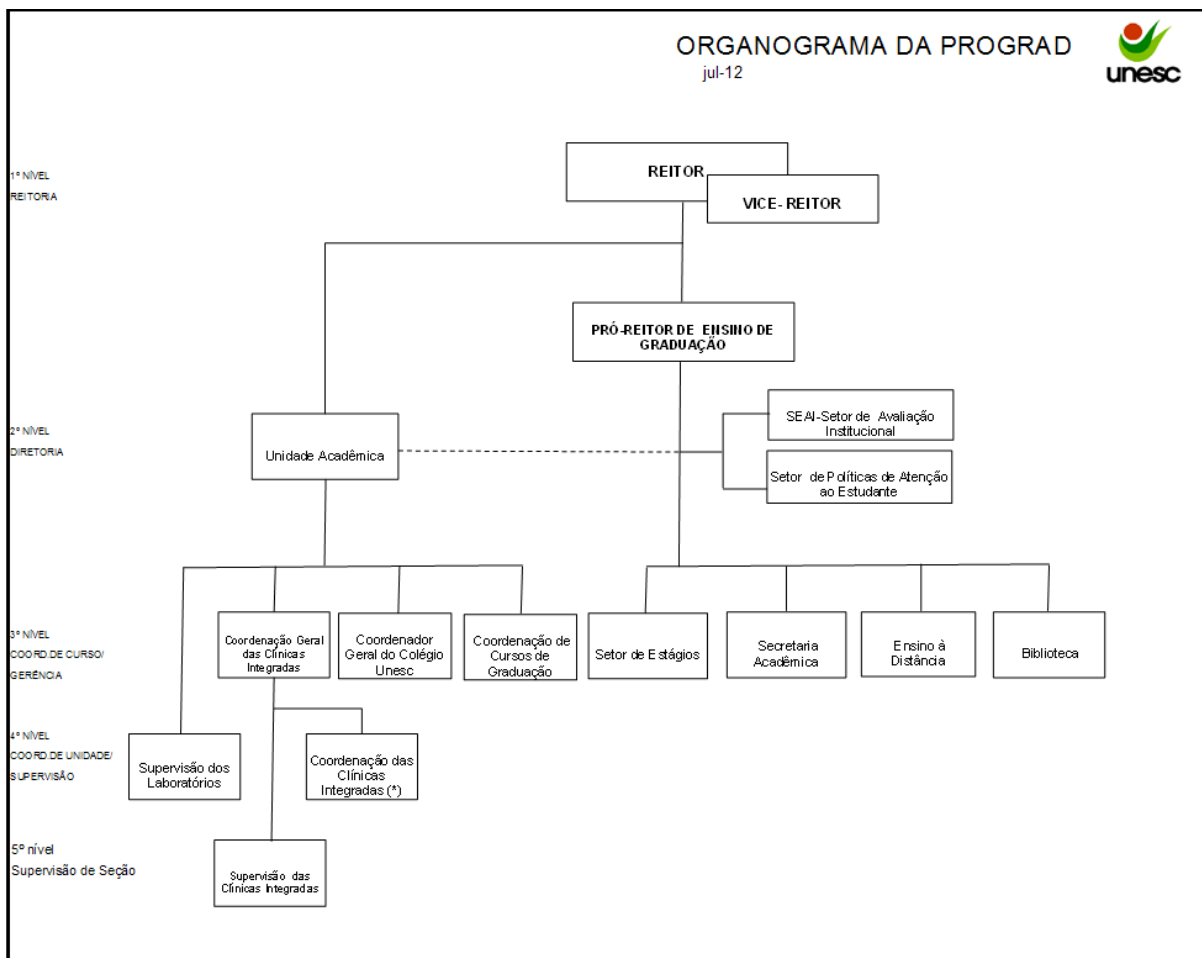 ORGANOGRAMA DA PROGRAD
jul-12
unesc
1º NÍVEL
REITORIA
REITOR
VICE- REITOR
PRÓ-REITOR DE ENSINO DE
GRADUAÇÃO
2º NÍVEL
DIRETORIA
Unidade Acadêmica
SEAI-Setor de Avaliação
Institucional
Setor de Políticas de Atenção
ao Estudante
3º NÍVEL
COORD.DE CURSO/
GERÊNCIA
Coordenação Geral
das Clínicas
Integradas
Coordenador
Geral do Colégio
Unesc
Coordenação de
Cursos de
Graduação
Setor de Estágios
Secretaria
Acadêmica
Ensino à
Distância
Biblioteca
4º NÍVEL
COORD.DE UNIDADE/
SUPERVISÃO
Supervisão dos
Laboratórios
Coordenação das
Clínicas
Integradas (*)
5º nível
Supervisão de Seção
Supervisão das
Clínicas Integradas